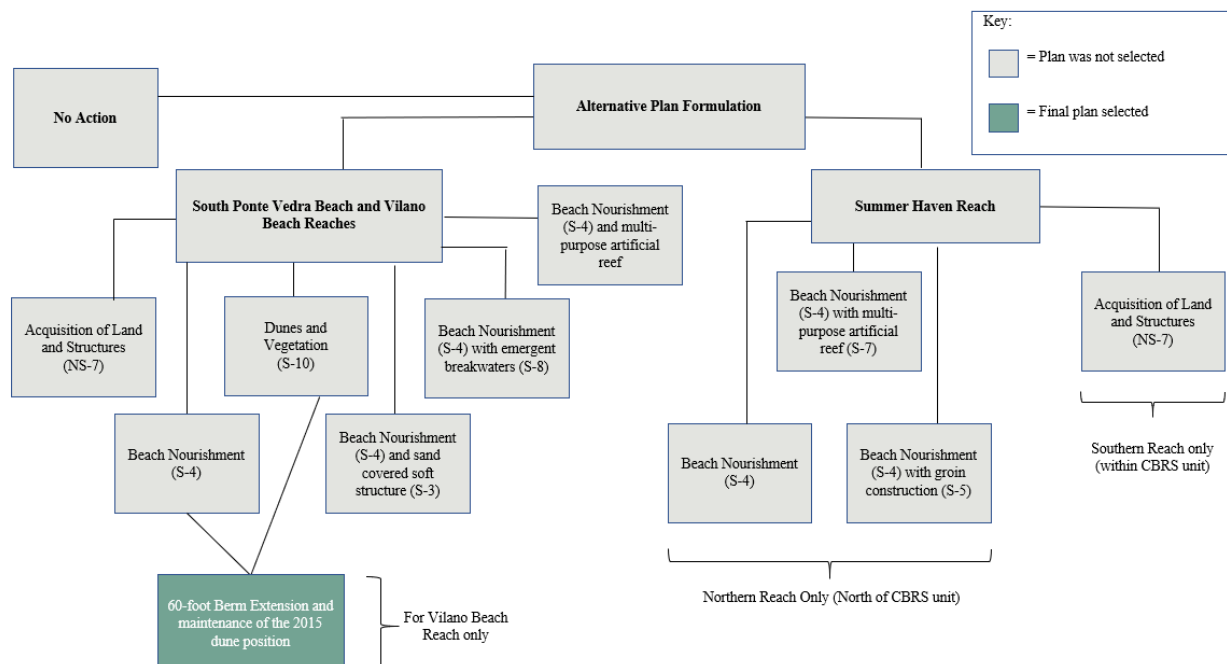 Key:
= Plan was not selected
= Final plan selected
No Action
Alternative Plan Formulation
South Ponte Vedra Beach and Vilano
Beach Reaches
Beach Nourishment
(S-4) and multi-
purpose artificial
reef
Summer Haven Reach
Acquisition of Land
and Structures
(NS-7)
Dunes and
Vegetation
(S-10)
Beach Nourishment
(S-4) with emergent
breakwaters (S-8)
Beach Nourishment
(S-4) with multi-
purpose artificial
reef (S-7)
Acquisition of Land
and Structures
(NS-7)
Beach Nourishment
(S-4)
Beach Nourishment
(S-4) and sand
covered soft
structure (S-3)
Beach Nourishment
(S-4)
Beach Nourishment
(S-4) with groin
construction (S-5)
Southern Reach only
(within CBRS unit)
60-foot Berm Extension and
maintenance of the 2015
dune position
For Vilano Beach
Reach only
Northern Reach Only (North of CBRS unit)